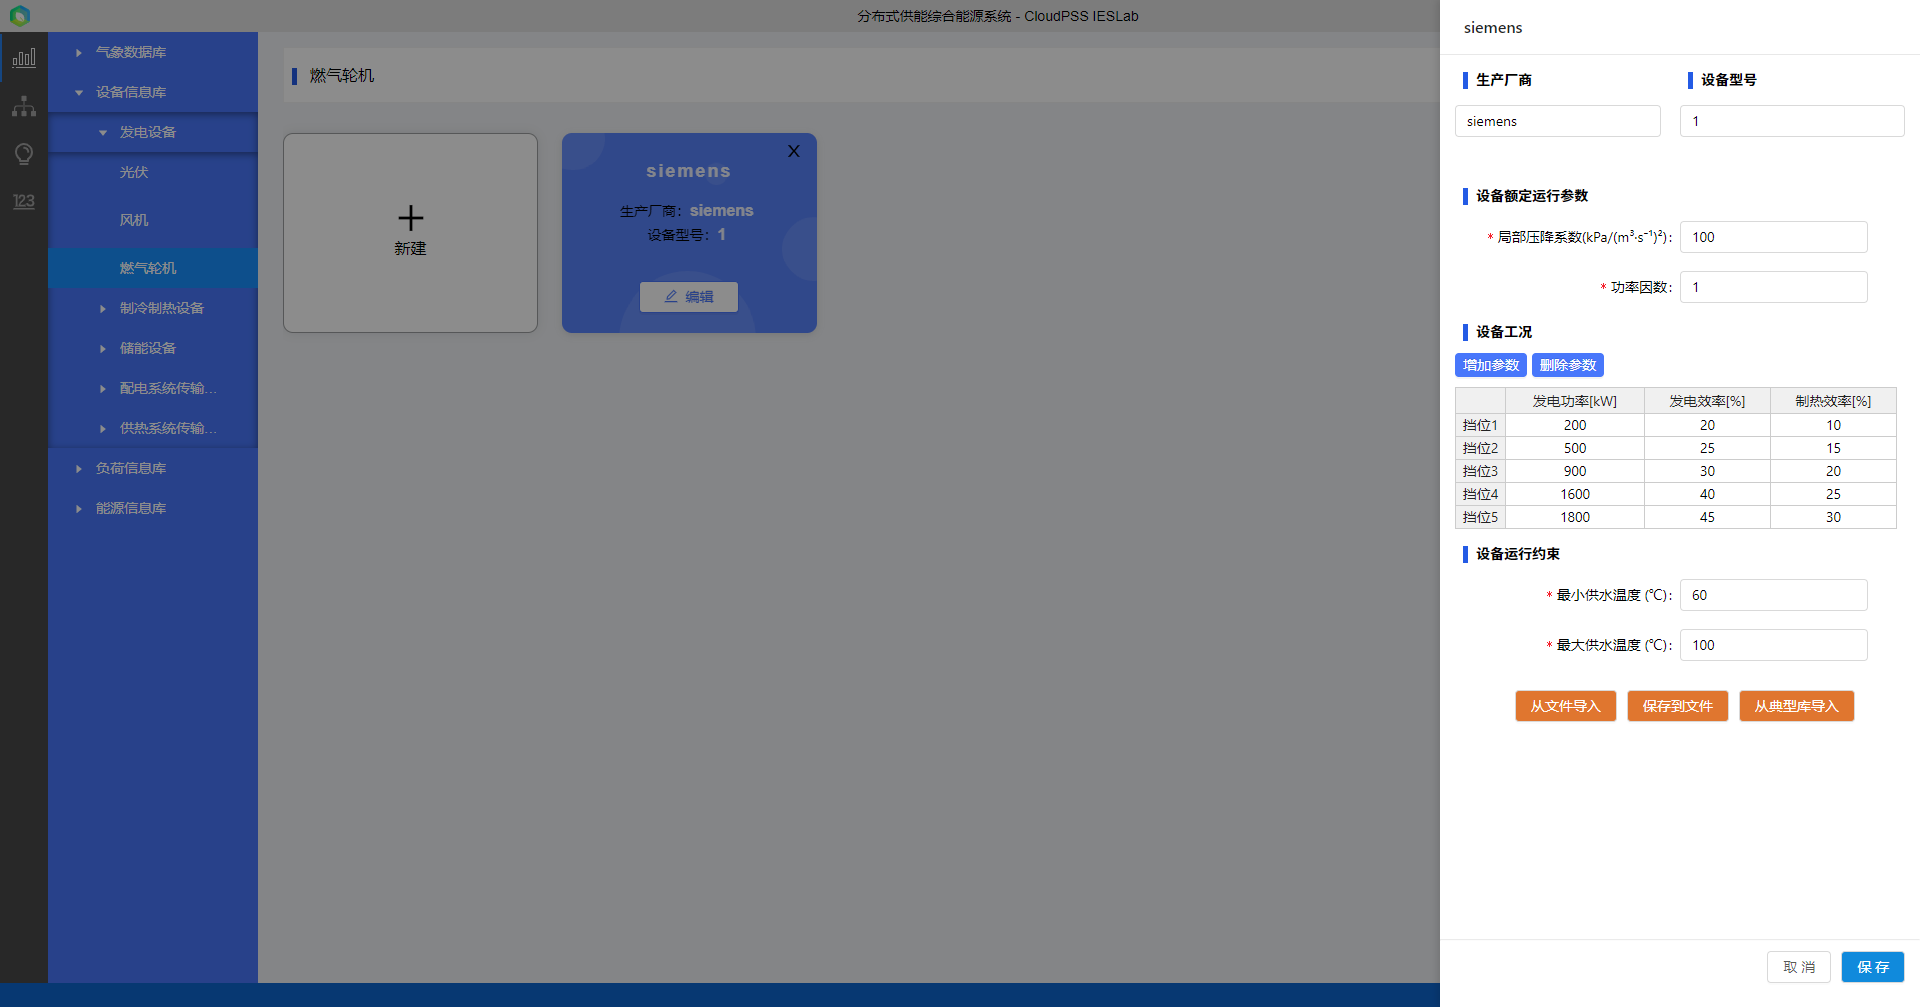 分布式供能综合能源系统 - CloudPSS IESLab
气象数据库
设备信息库
发电设备
光伏
风机
燃气轮机
制冷制热设备
储能设备
配电系统传输...
供热系统传输...
负荷信息库
能源信息库
123
燃气轮机
新建
X
siemens
生产厂商：siemens
设备型号：1
编辑
siemens
生产厂商 设备型号
siemens 1
设备额定运行参数
* 局部压降系数(kPa/(m³·s⁻¹)²)： 100
* 功率因数： 1
设备工况
增加参数 删除参数
发电功率[kW] 发电效率[%] 制热效率[%]
挡位1 200 20 10
挡位2 500 25 15
挡位3 900 30 20
挡位4 1600 40 25
挡位5 1800 45 30
设备运行约束
* 最小供水温度 (℃)： 60
* 最大供水温度 (℃)： 100
从文件导入 保存到文件 从典型库导入
取 消 保 存